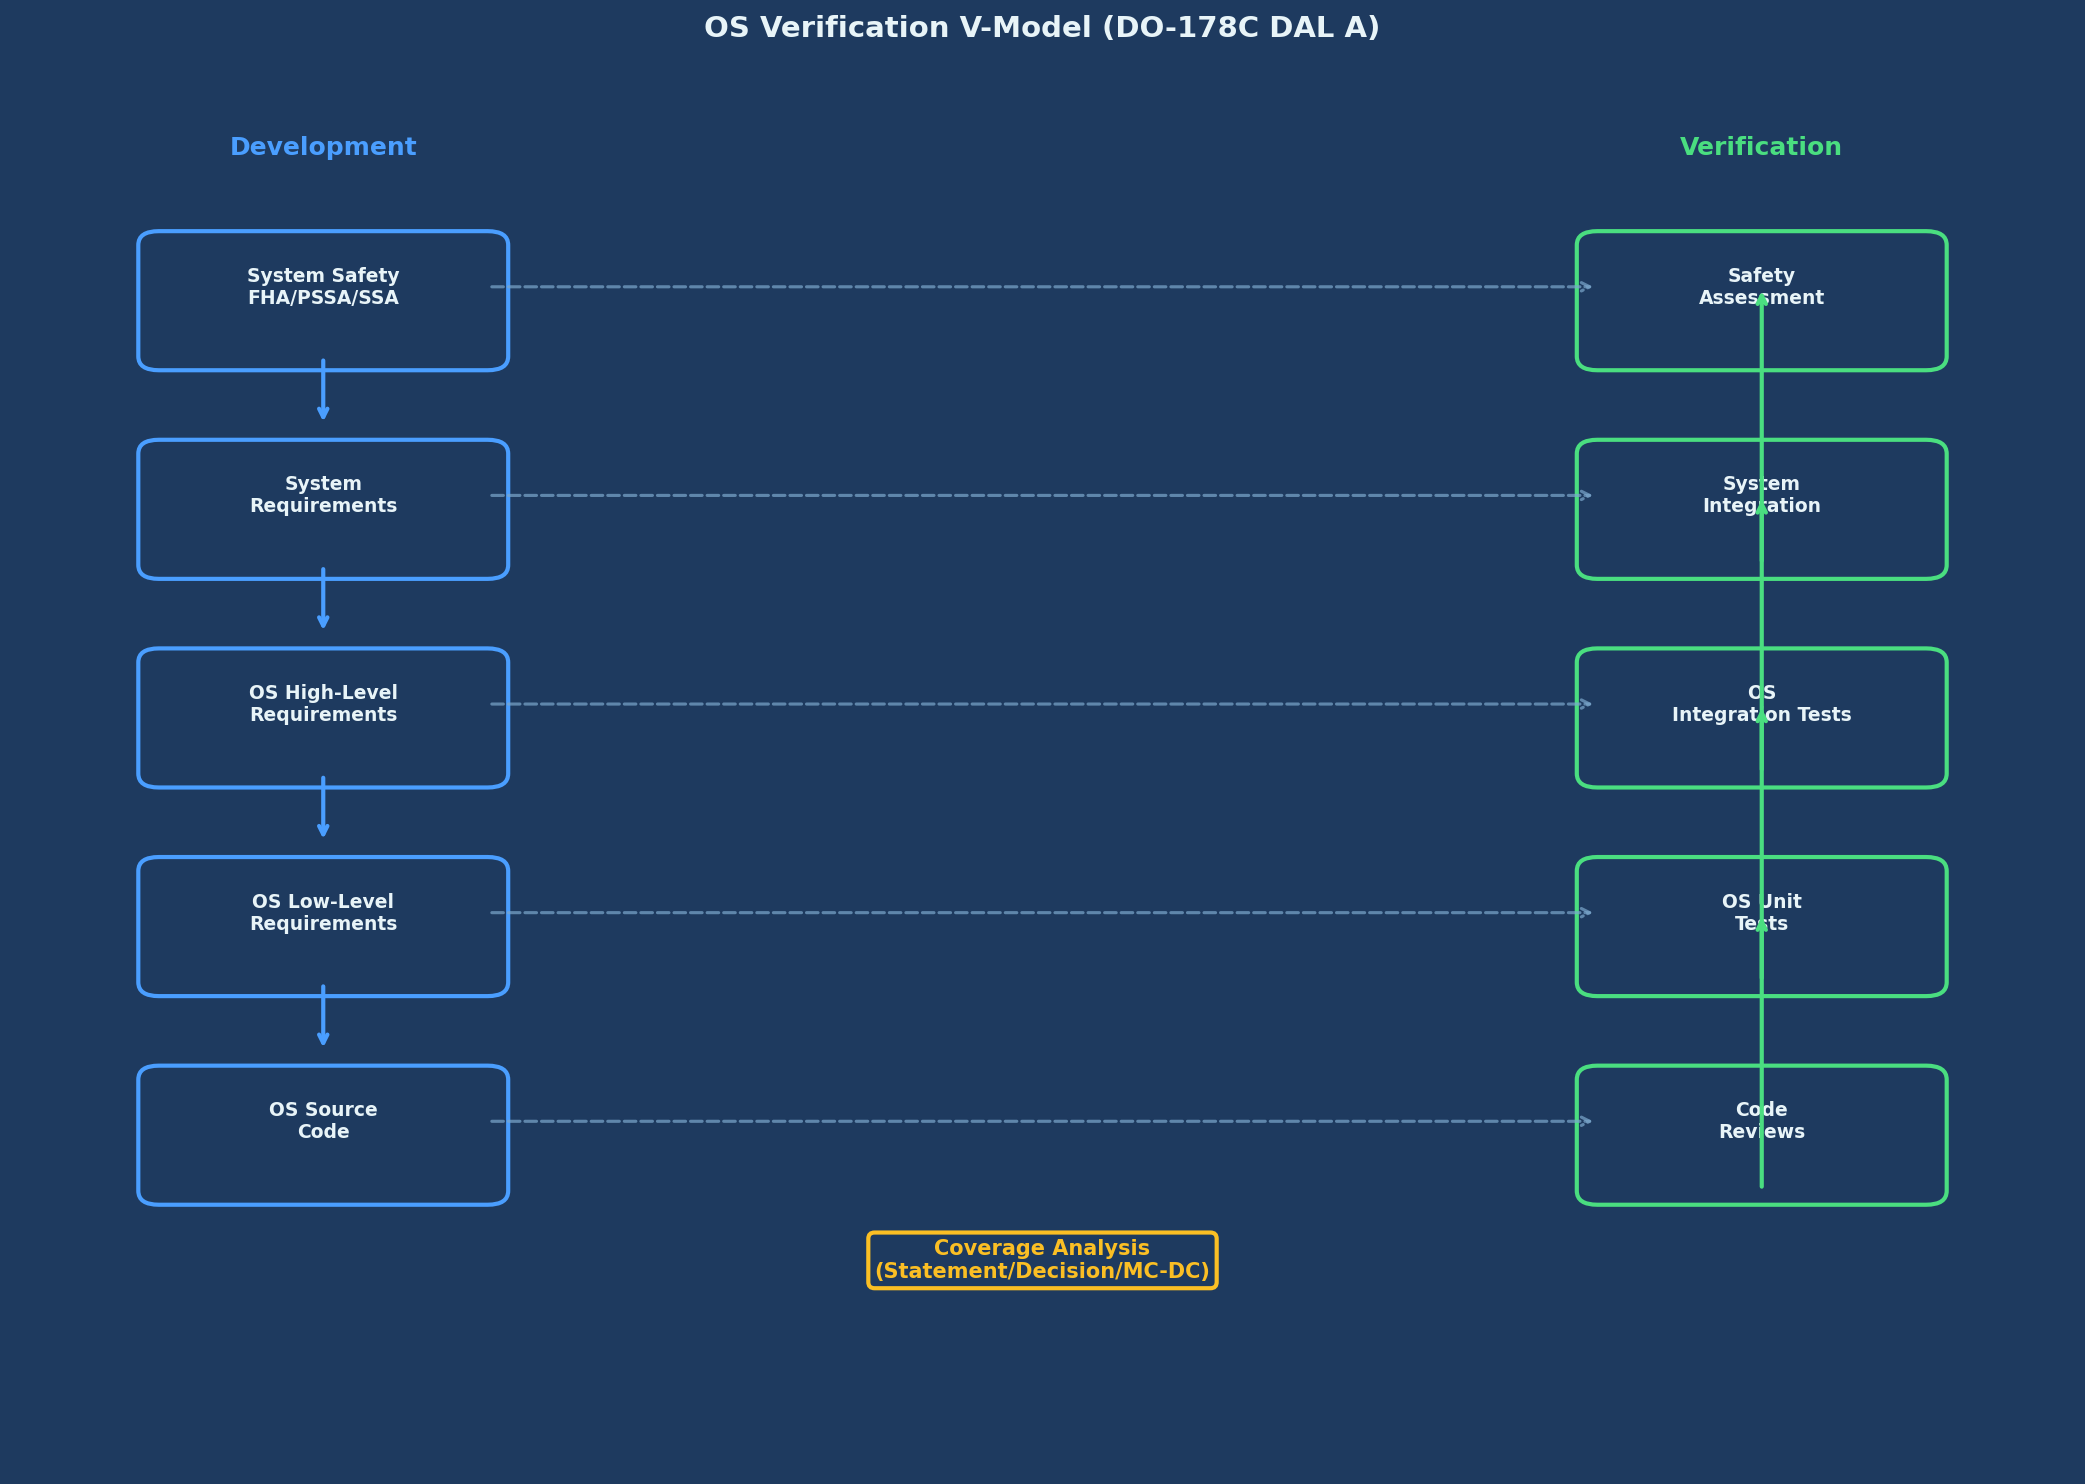 OS Verification V-Model (DO-178C DAL A)
Development
Verification
System Safety
FHA/PSSA/SSA
Safety
Assessment
System
Requirements
System
Integration
OS High-Level
Requirements
OS
Integration Tests
OS Low-Level
Requirements
OS Unit
Tests
OS Source
Code
Code
Reviews
Coverage Analysis
(Statement/Decision/MC-DC)